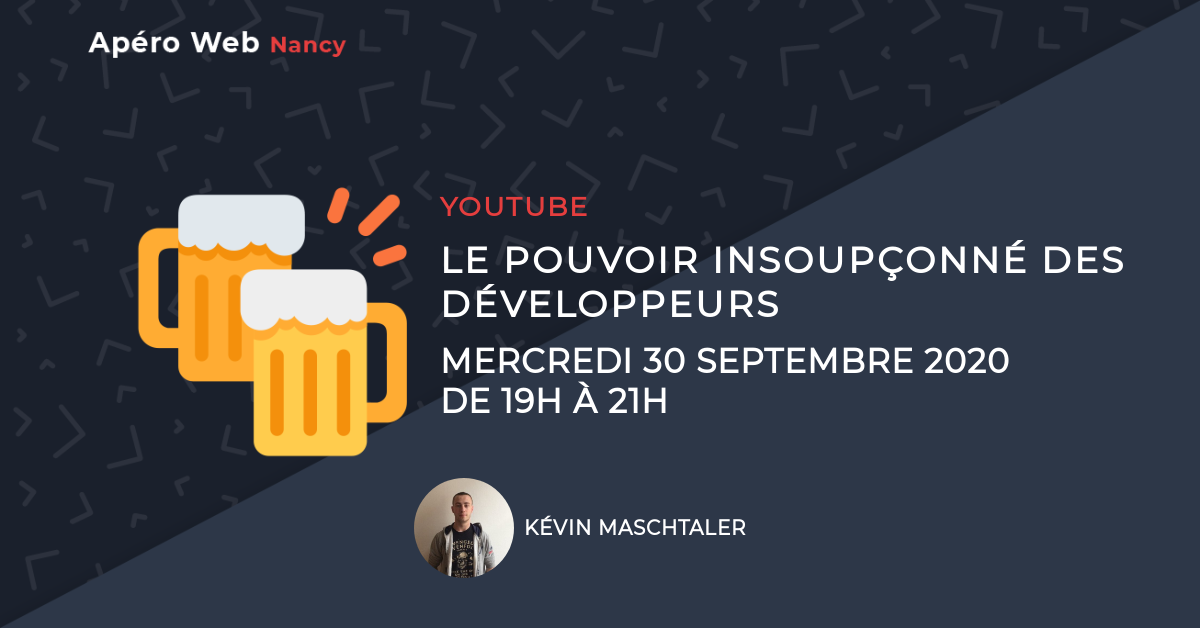 Apéro Web Nancy
YOUTUBE
LE POUVOIR INSOUPÇONNÉ DES
DÉVELOPPEURS
MERCREDI 30 SEPTEMBRE 2020
DE 19H À 21H
KÉVIN MASCHTALER